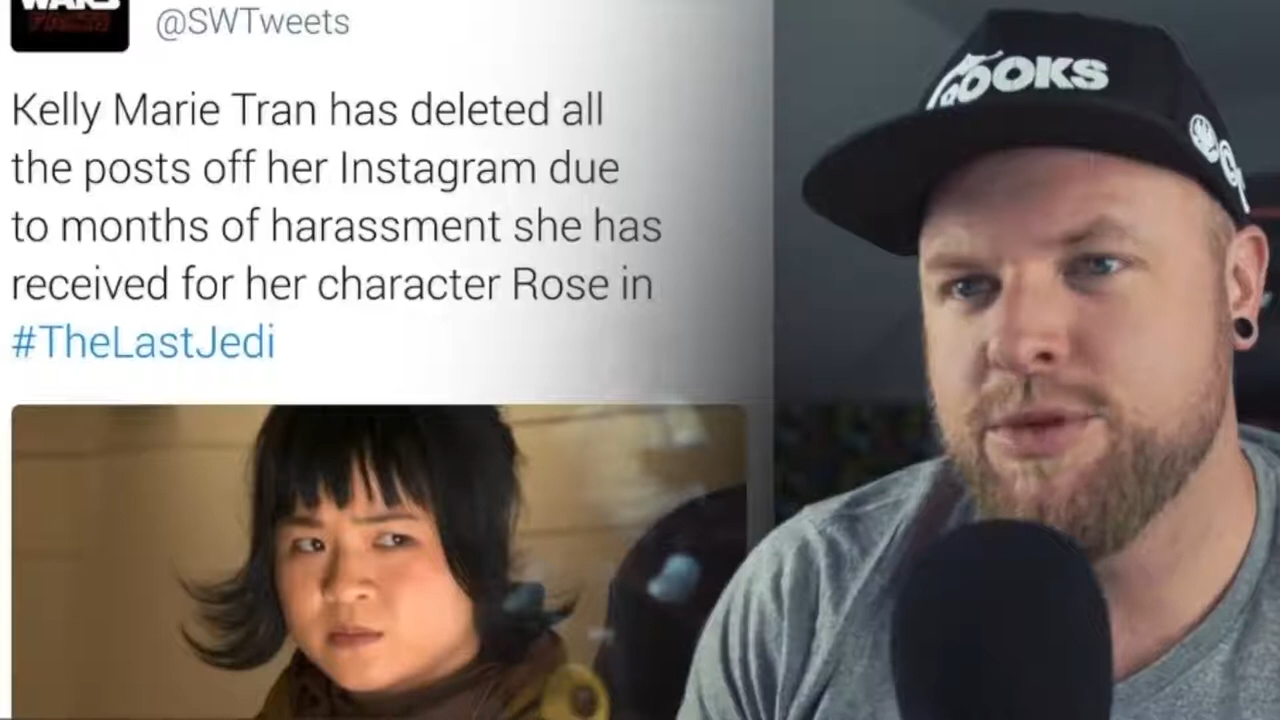 WARS
@SWTweets
Kelly Marie Tran has deleted all
the posts off her Instagram due
to months of harassment she has
received for her character Rose in
#TheLastJedi